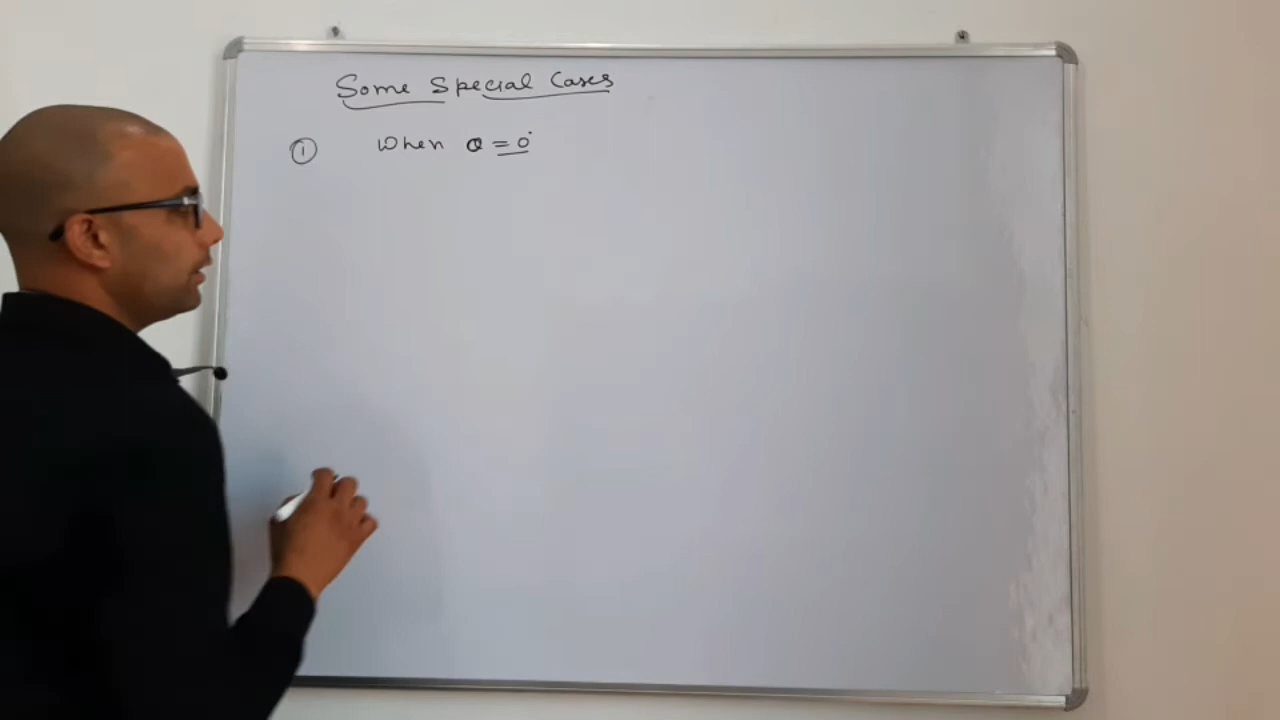 Some Special Cases
① When θ = 0°